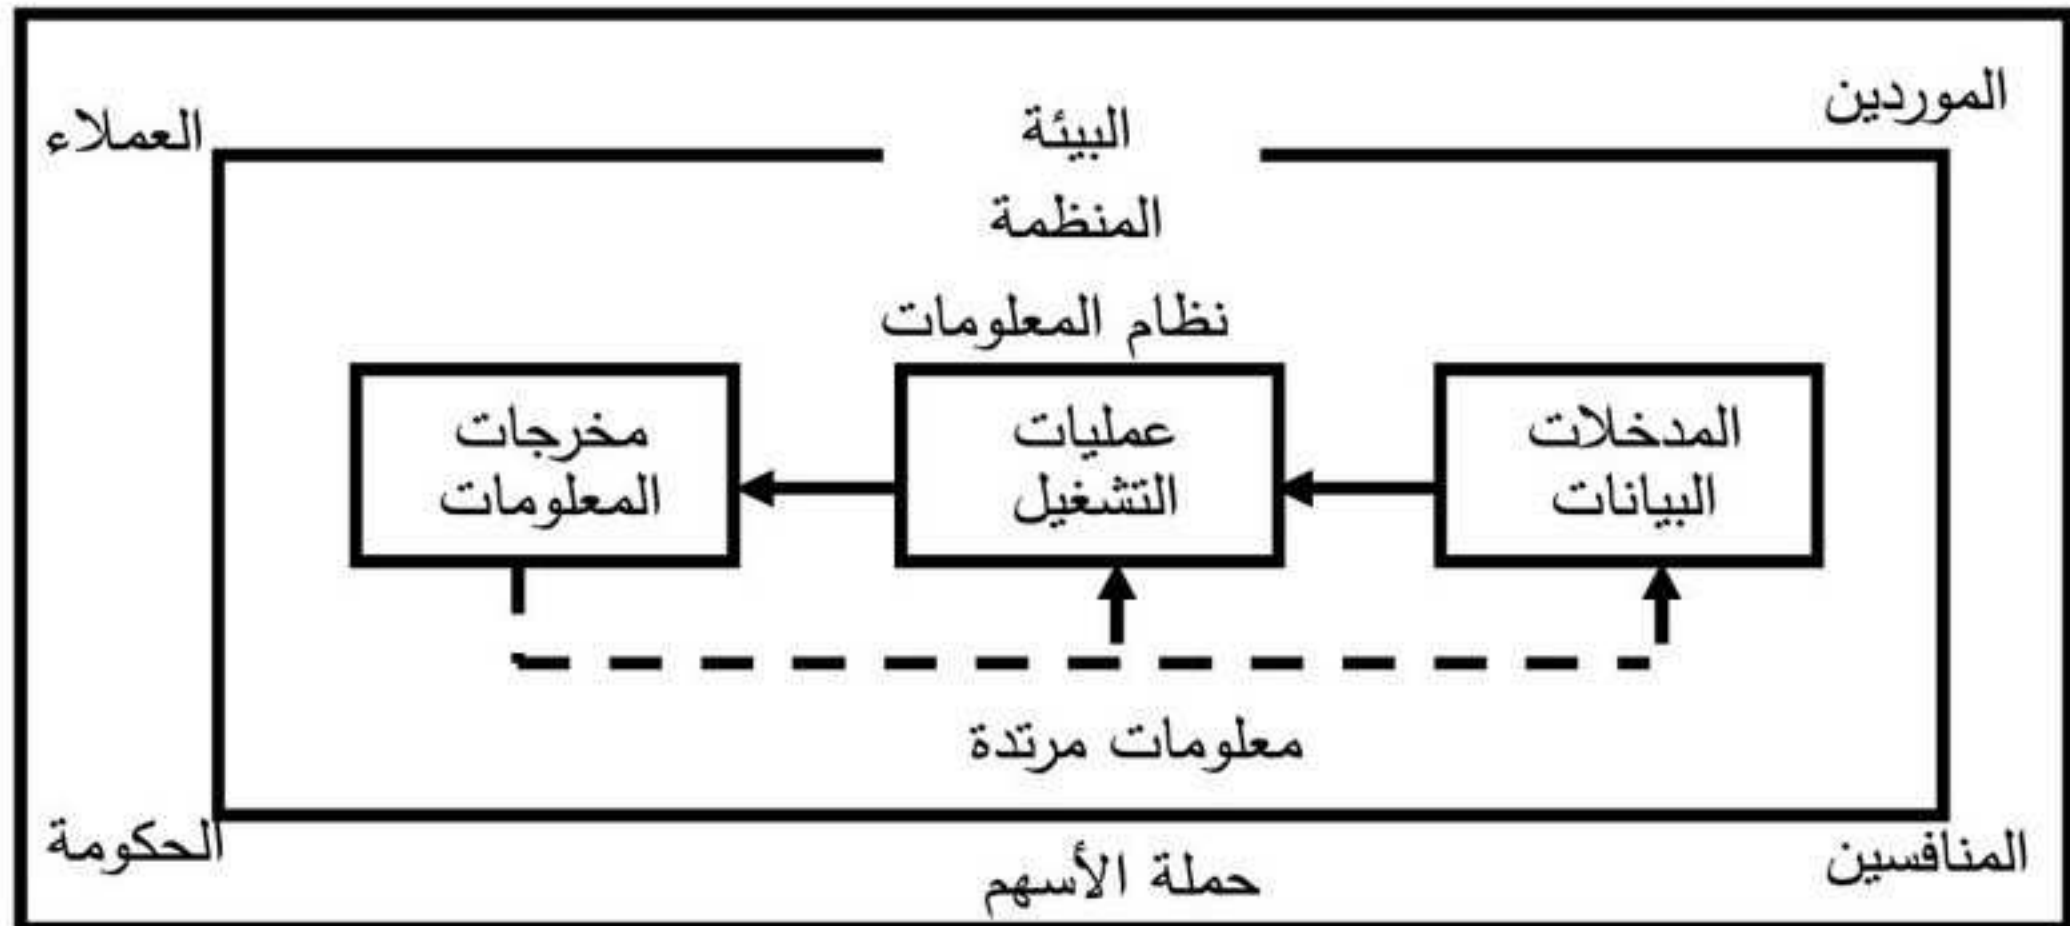 الموردين
البيئة
العملاء
المنظمة
نظام المعلومات
المدخلات
البيانات
عمليات
التشغيل
مخرجات
المعلومات
معلومات مرتدة
المنافسين
حملة الأسهم
الحكومة